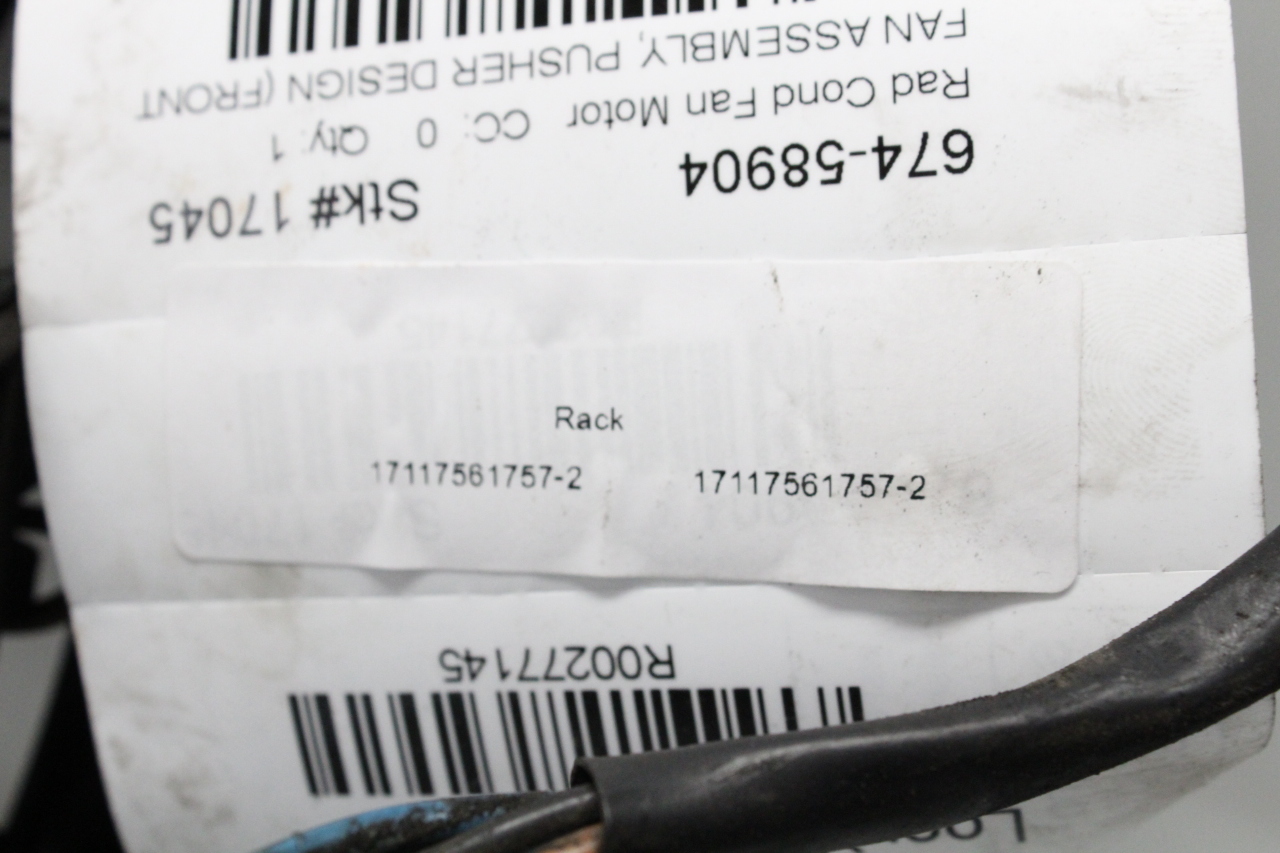 FAN ASSEMBLY, PUSHER DESIGN (FRONT
Rad Cond Fan Motor CC: 0 Qty: 1
674-58904 Stk# 17045
Rack
17117561757-2 17117561757-2
R00277145